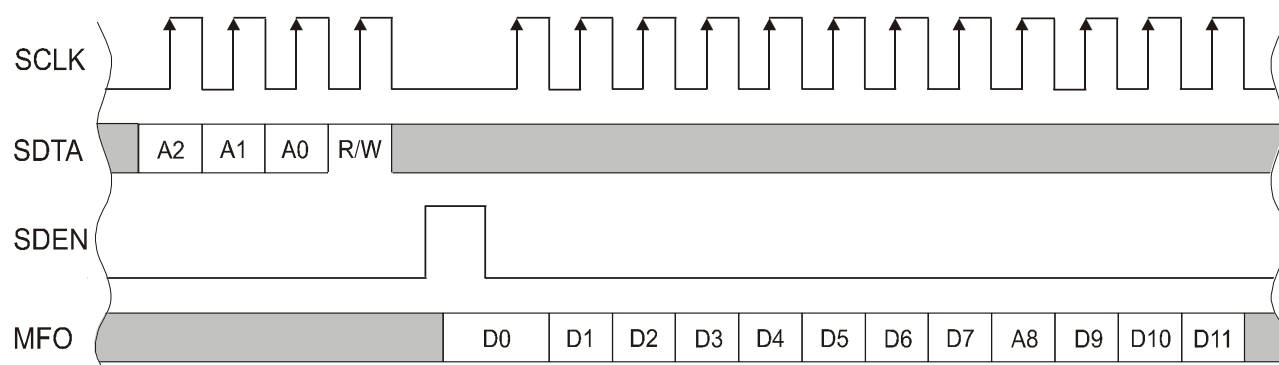 SCLK
SDTA A2 A1 A0 R/W
SDEN
MFO D0 D1 D2 D3 D4 D5 D6 D7 A8 D9 D10 D11